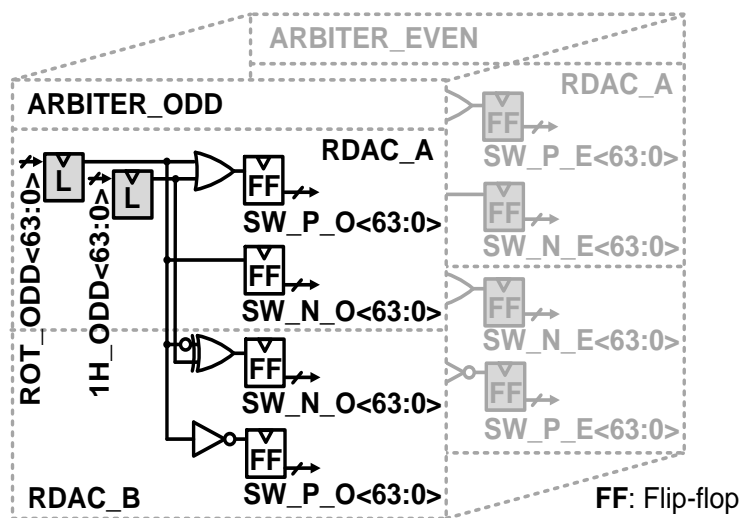 ARBITER_EVEN
RDAC_A
ARBITER_ODD
RDAC_A
ROT_ODD<63:0>
L
1H_ODD<63:0>
L
FF
SW_P_O<63:0>
FF
SW_N_O<63:0>
FF
SW_N_O<63:0>
FF
SW_P_O<63:0>
RDAC_B
FF
SW_P_E<63:0>
FF
SW_N_E<63:0>
FF
SW_N_E<63:0>
FF
SW_P_E<63:0>
FF: Flip-flop